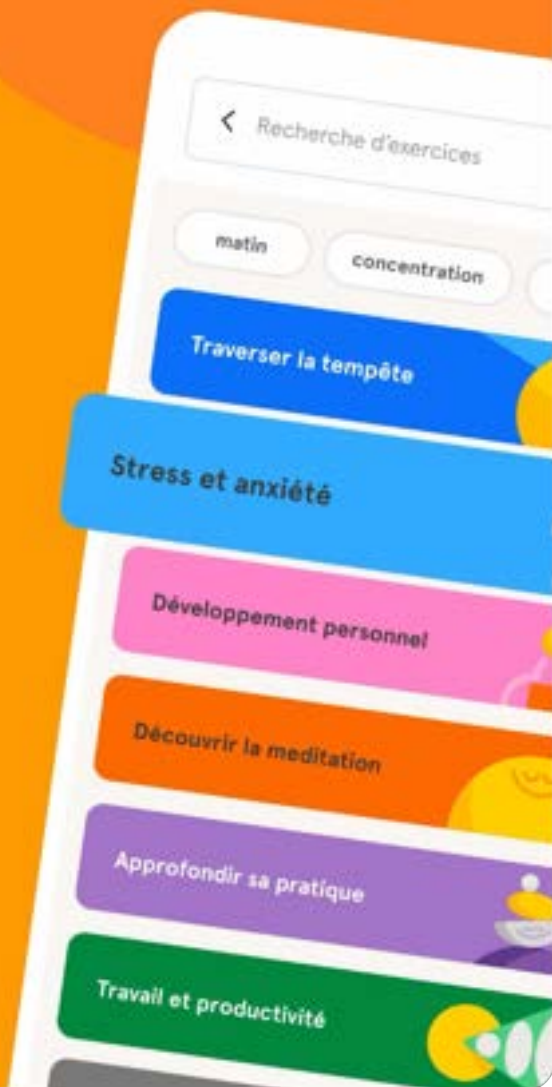 Recherche d'exercices
matin
concentration
Traverser la tempête
Stress et anxiété
Développement personnel
Découvrir la meditation
Approfondir sa pratique
Travail et productivité